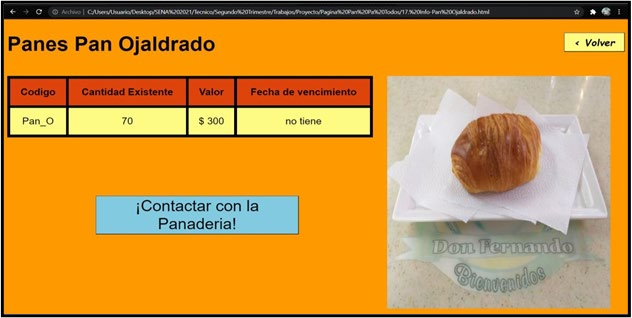 Archivo | C:/Users/Usuario/Desktop/SENA%202021/Tecnico/Segundo%20Trimestre/Trabajos/Proyecto/Pagina%20Pan%20Pa%20Todos/17.%20Info-Pan%20Ojaldrado.html
Panes Pan Ojaldrado
< Volver
Codigo Cantidad Existente Valor Fecha de vencimiento
Pan_O 70 $ 300 no tiene
¡Contactar con la
Panaderia!
Don Fernando
Bienvenidos